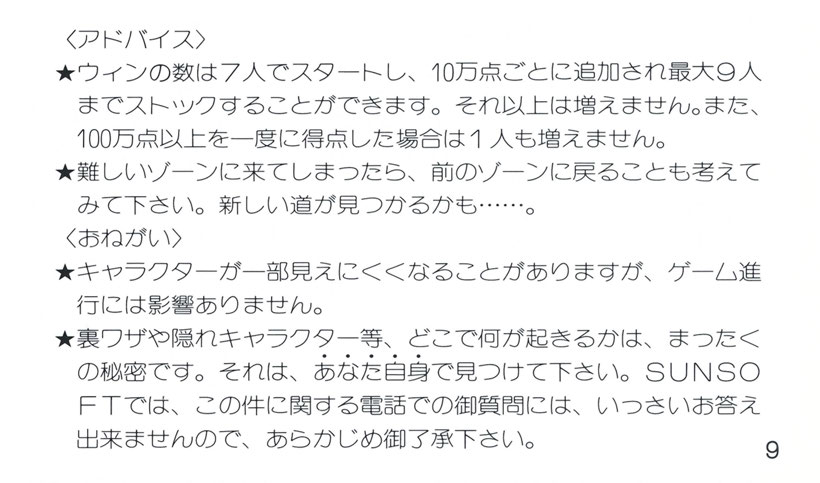 〈アドバイス〉
★ウィンの数は７人でスタートし、10万点ごとに追加され最大９人
までストックすることができます。それ以上は増えません。また、
100万点以上を一度に得点した場合は１人も増えません。
★難しいゾーンに来てしまったら、前のゾーンに戻ることも考えて
みて下さい。新しい道が見つかるかも……。
〈おねがい〉
★キャラクターが一部見えにくくなることがありますが、ゲーム進
行には影響ありません。
★裏ワザや隠れキャラクター等、どこで何が起きるかは、まったく
の秘密です。それは、あなた自身で見つけて下さい。ＳＵＮＳＯ
ＦＴでは、この件に関する電話での御質問には、いっさいお答え
出来ませんので、あらかじめ御了承下さい。
9